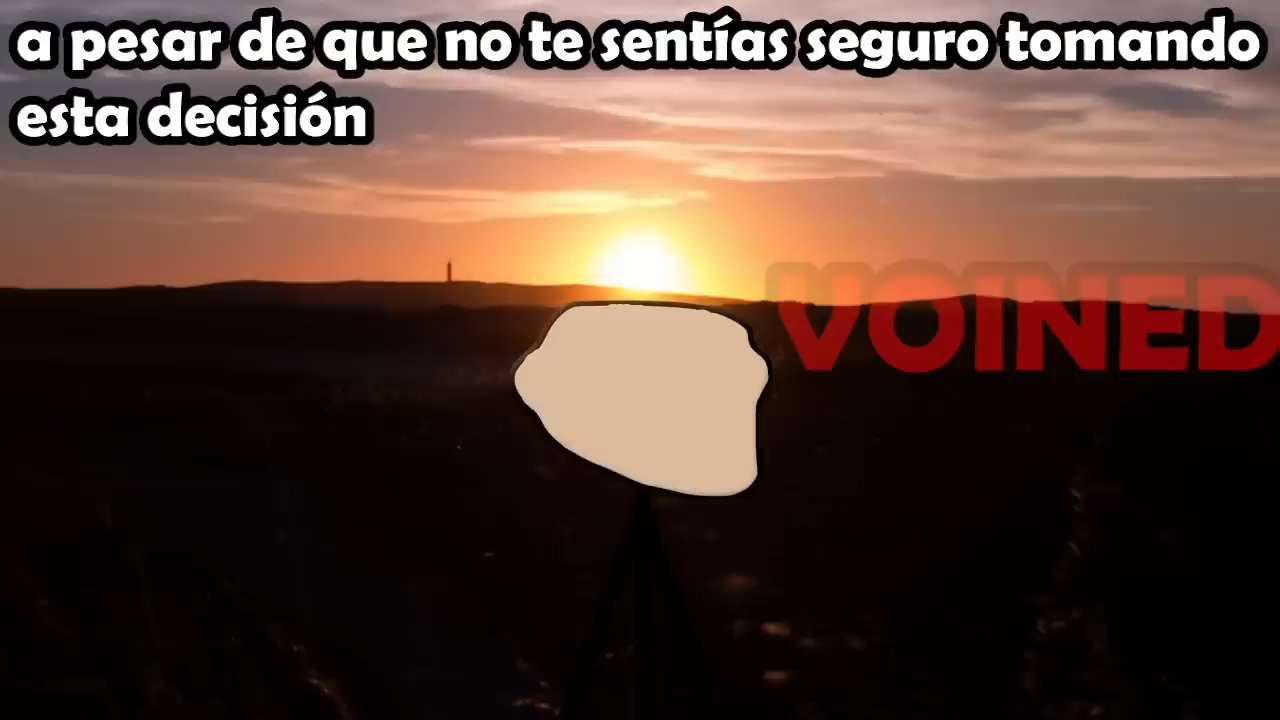 a pesar de que no te sentías seguro tomando
esta decisión
VOINED